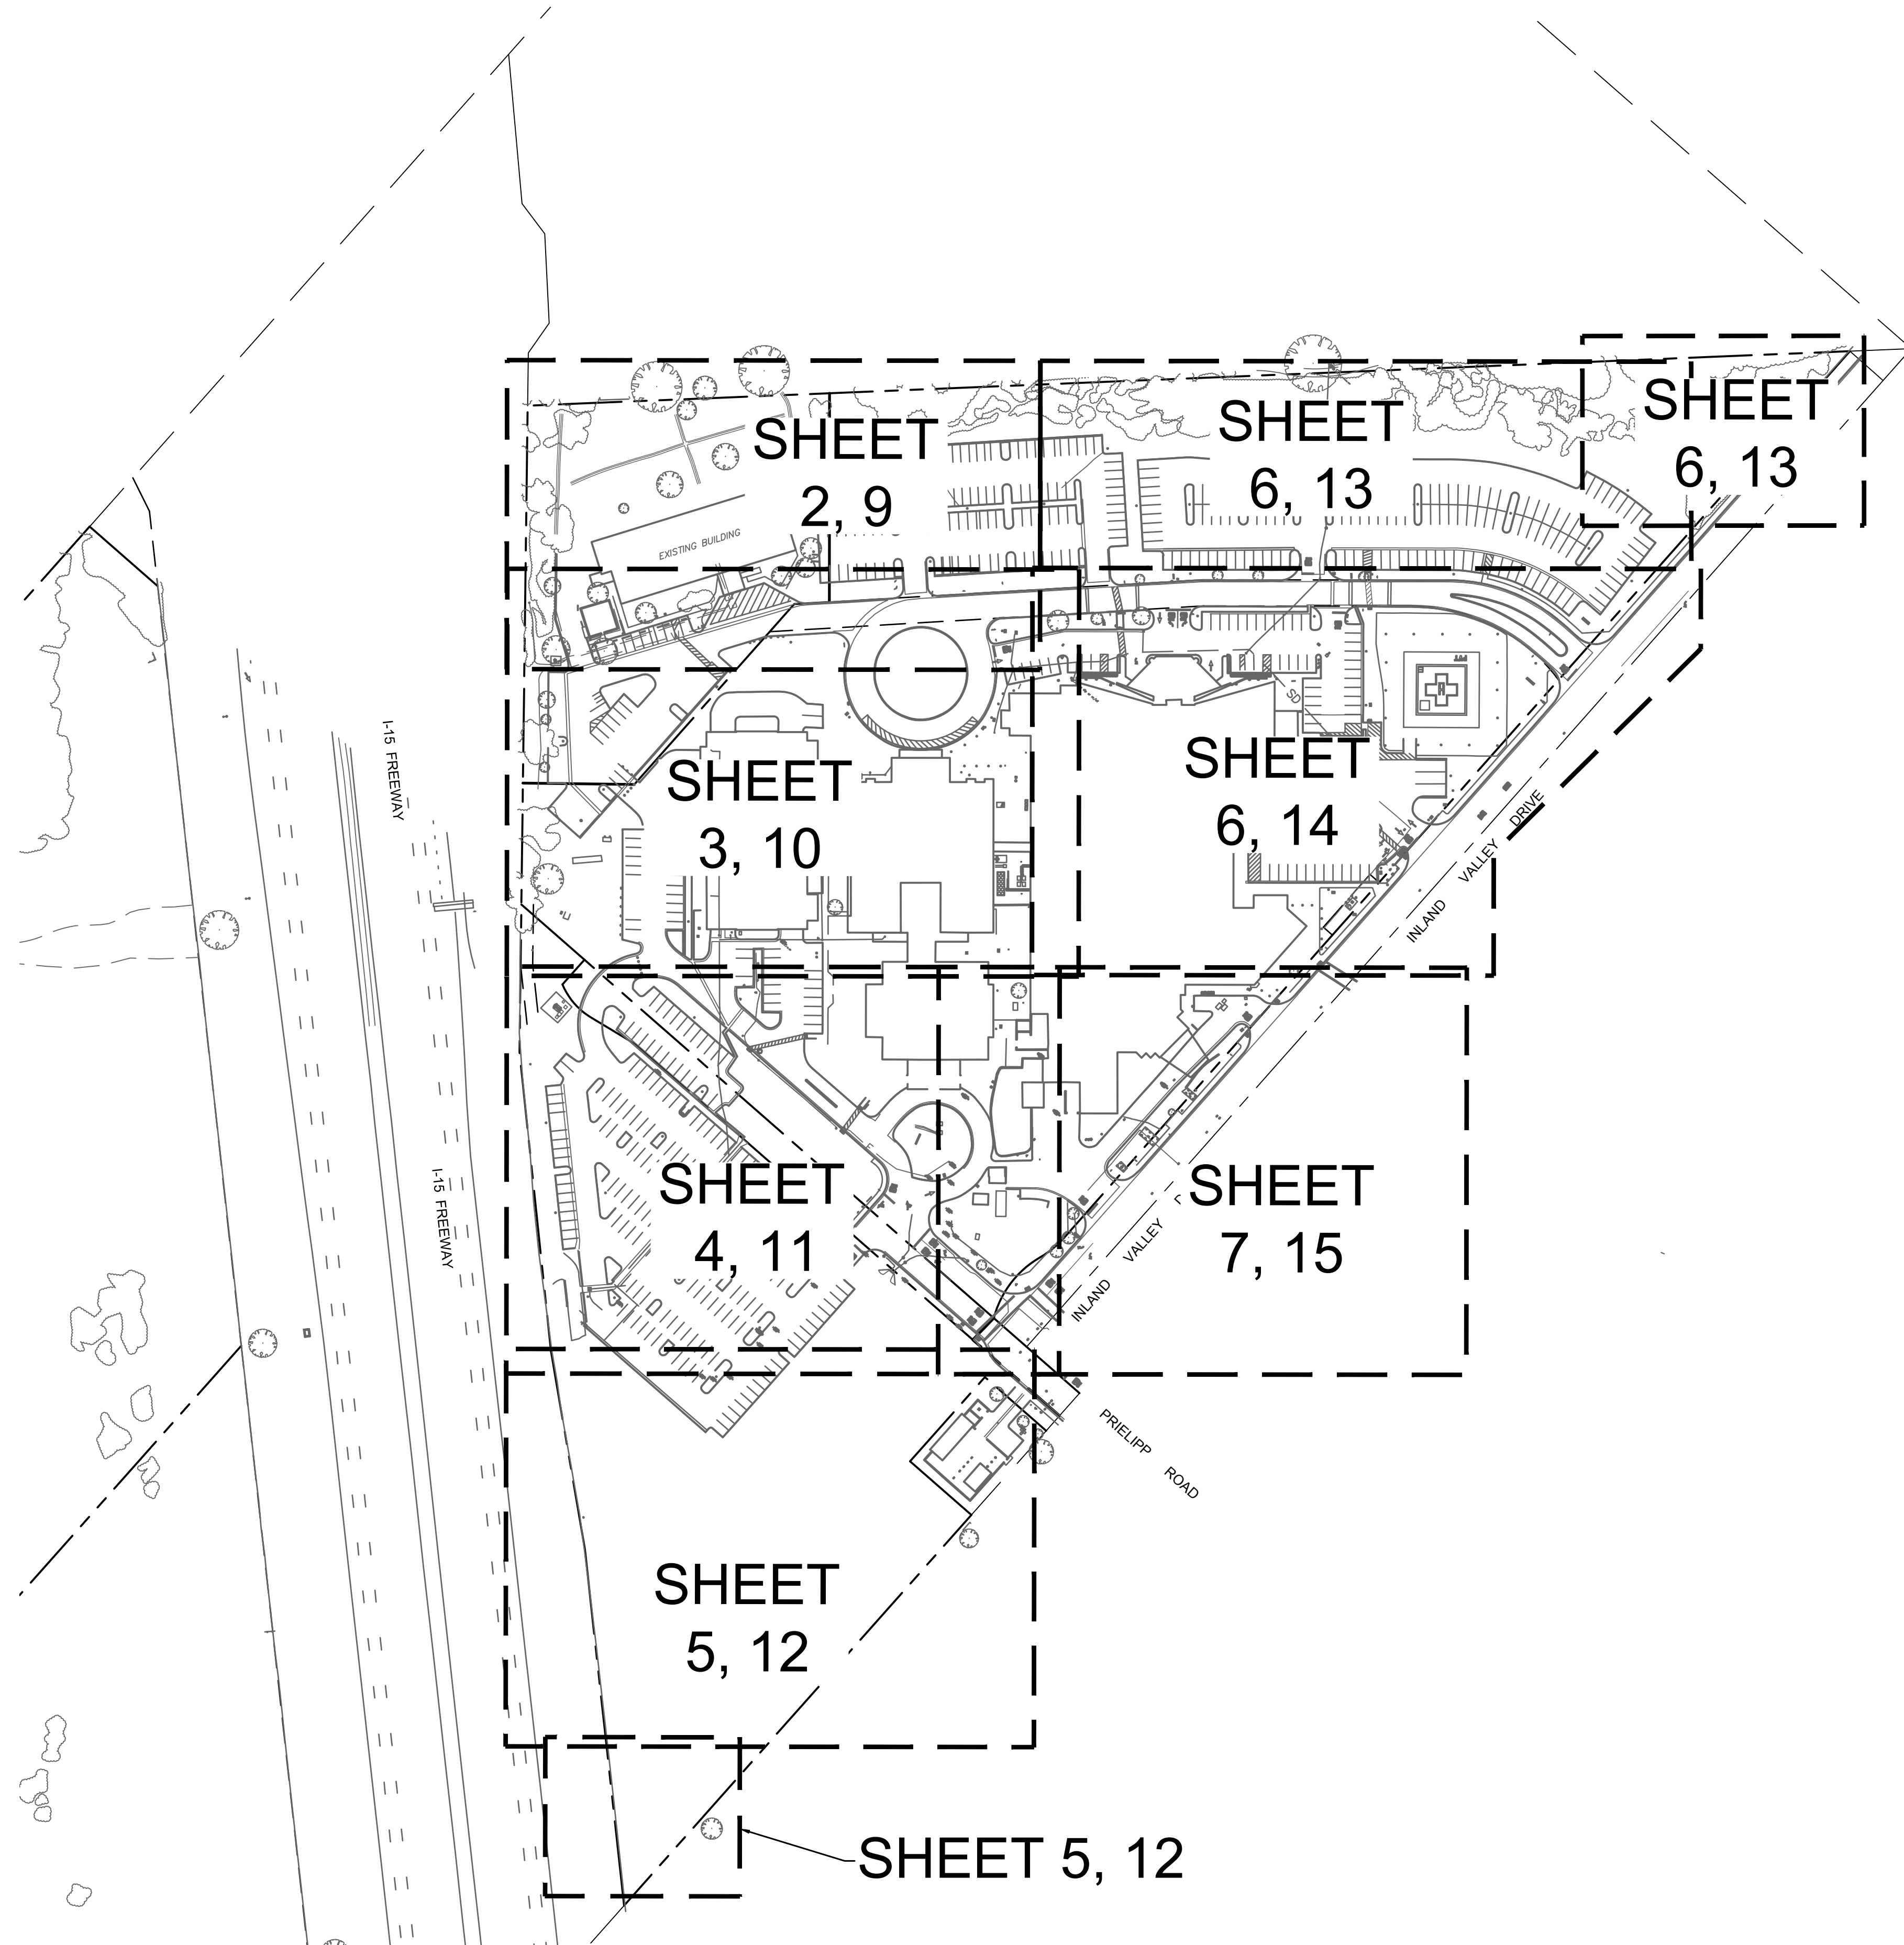 SHEET
2, 9
SHEET
6, 13
SHEET
6, 13
EXISTING BUILDING
I-15 FREEWAY
SHEET
3, 10
SHEET
6, 14
SD
INLAND VALLEY DRIVE
I-15 FREEWAY
SHEET
4, 11
SHEET
7, 15
INLAND VALLEY
PRIELIPP ROAD
SHEET
5, 12
SHEET 5, 12